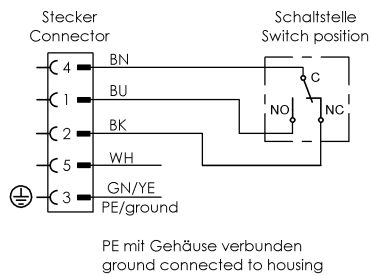 Stecker
Connector
Schaltstelle
Switch position
4 BN
1 BU
2 BK
5 WH
3 GN/YE
PE/ground
C
NO
NC
PE mit Gehäuse verbunden
ground connected to housing